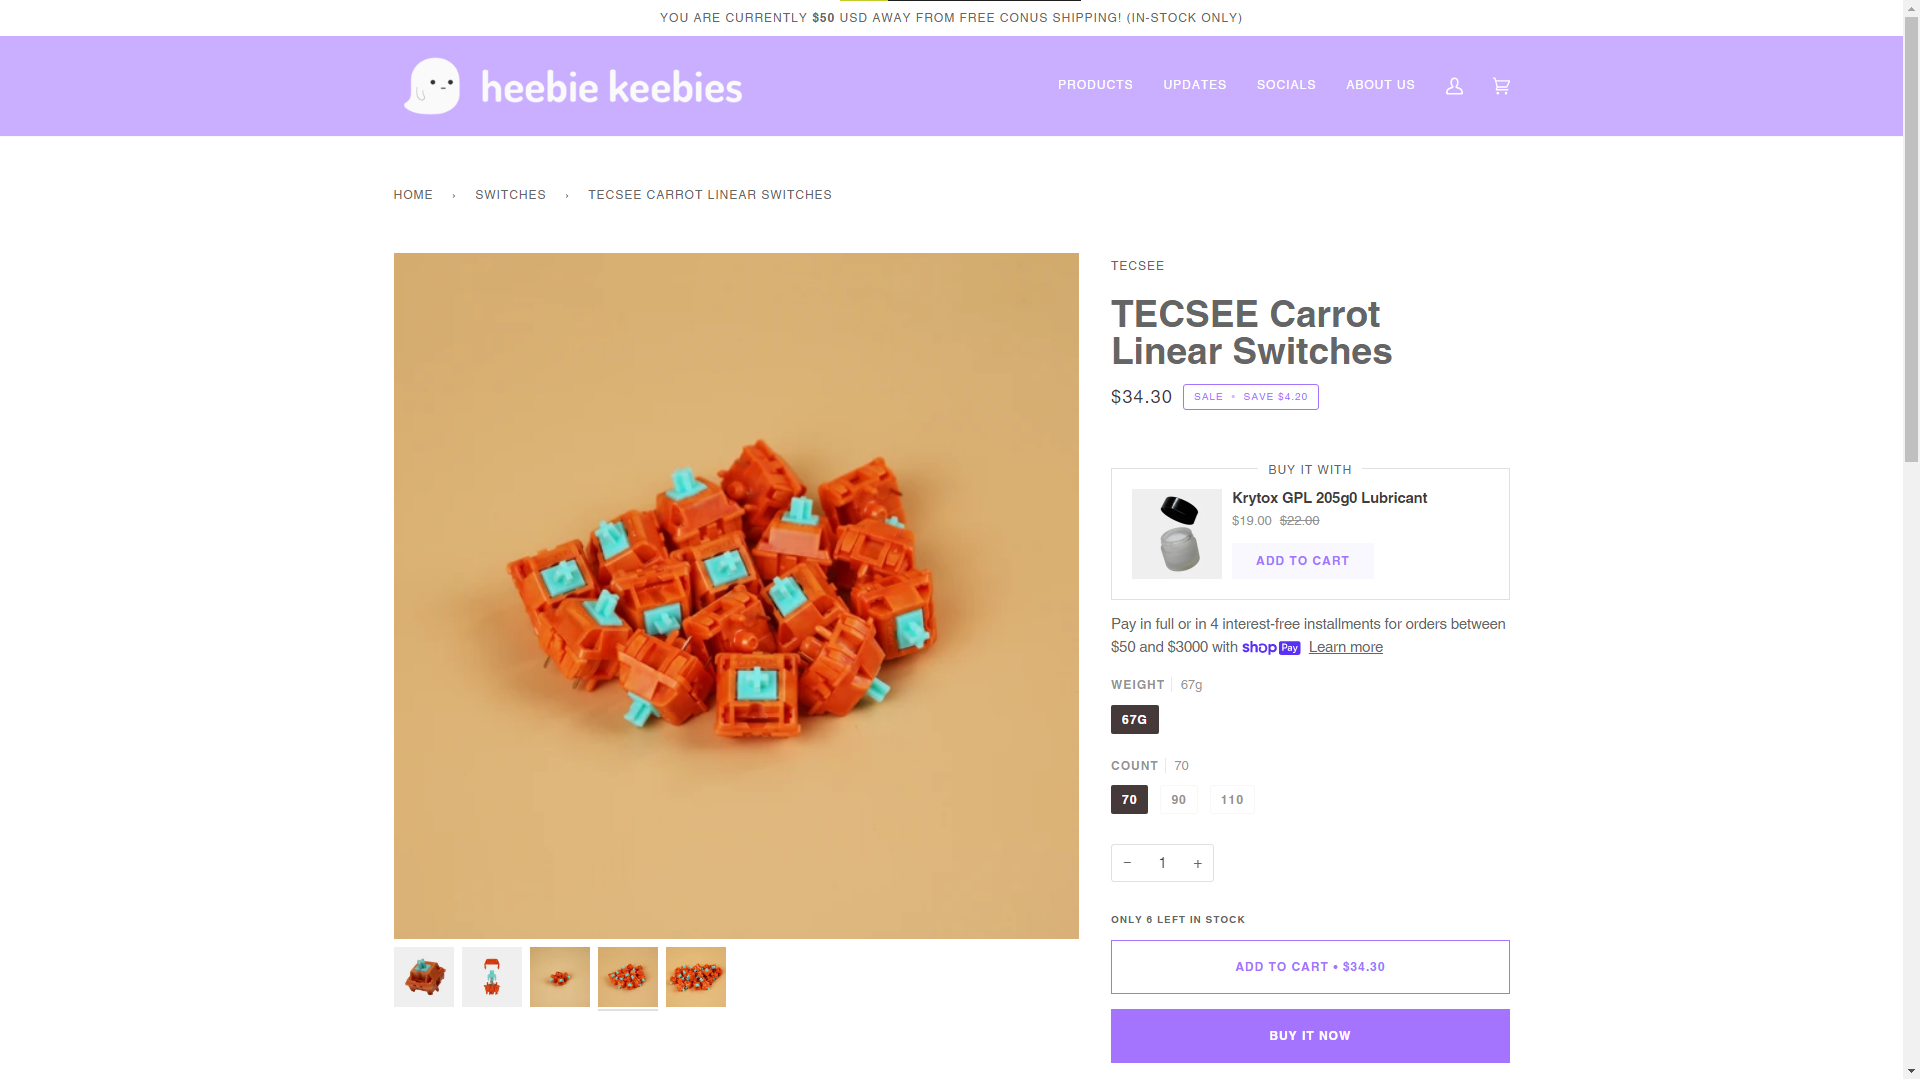 YOU ARE CURRENTLY $50 USD AWAY FROM FREE CONUS SHIPPING! (IN-STOCK ONLY)
heebie keebies
PRODUCTS
UPDATES
SOCIALS
ABOUT US
HOME › SWITCHES › TECSEE CARROT LINEAR SWITCHES
TECSEE
TECSEE Carrot
Linear Switches
$34.30
SALE • SAVE $4.20
BUY IT WITH
Krytox GPL 205g0 Lubricant
$19.00 $22.00
ADD TO CART
Pay in full or in 4 interest-free installments for orders between
$50 and $3000 with shop Pay Learn more
WEIGHT 67g
67G
COUNT 70
70 90 110
− 1 +
ONLY 6 LEFT IN STOCK
ADD TO CART • $34.30
BUY IT NOW